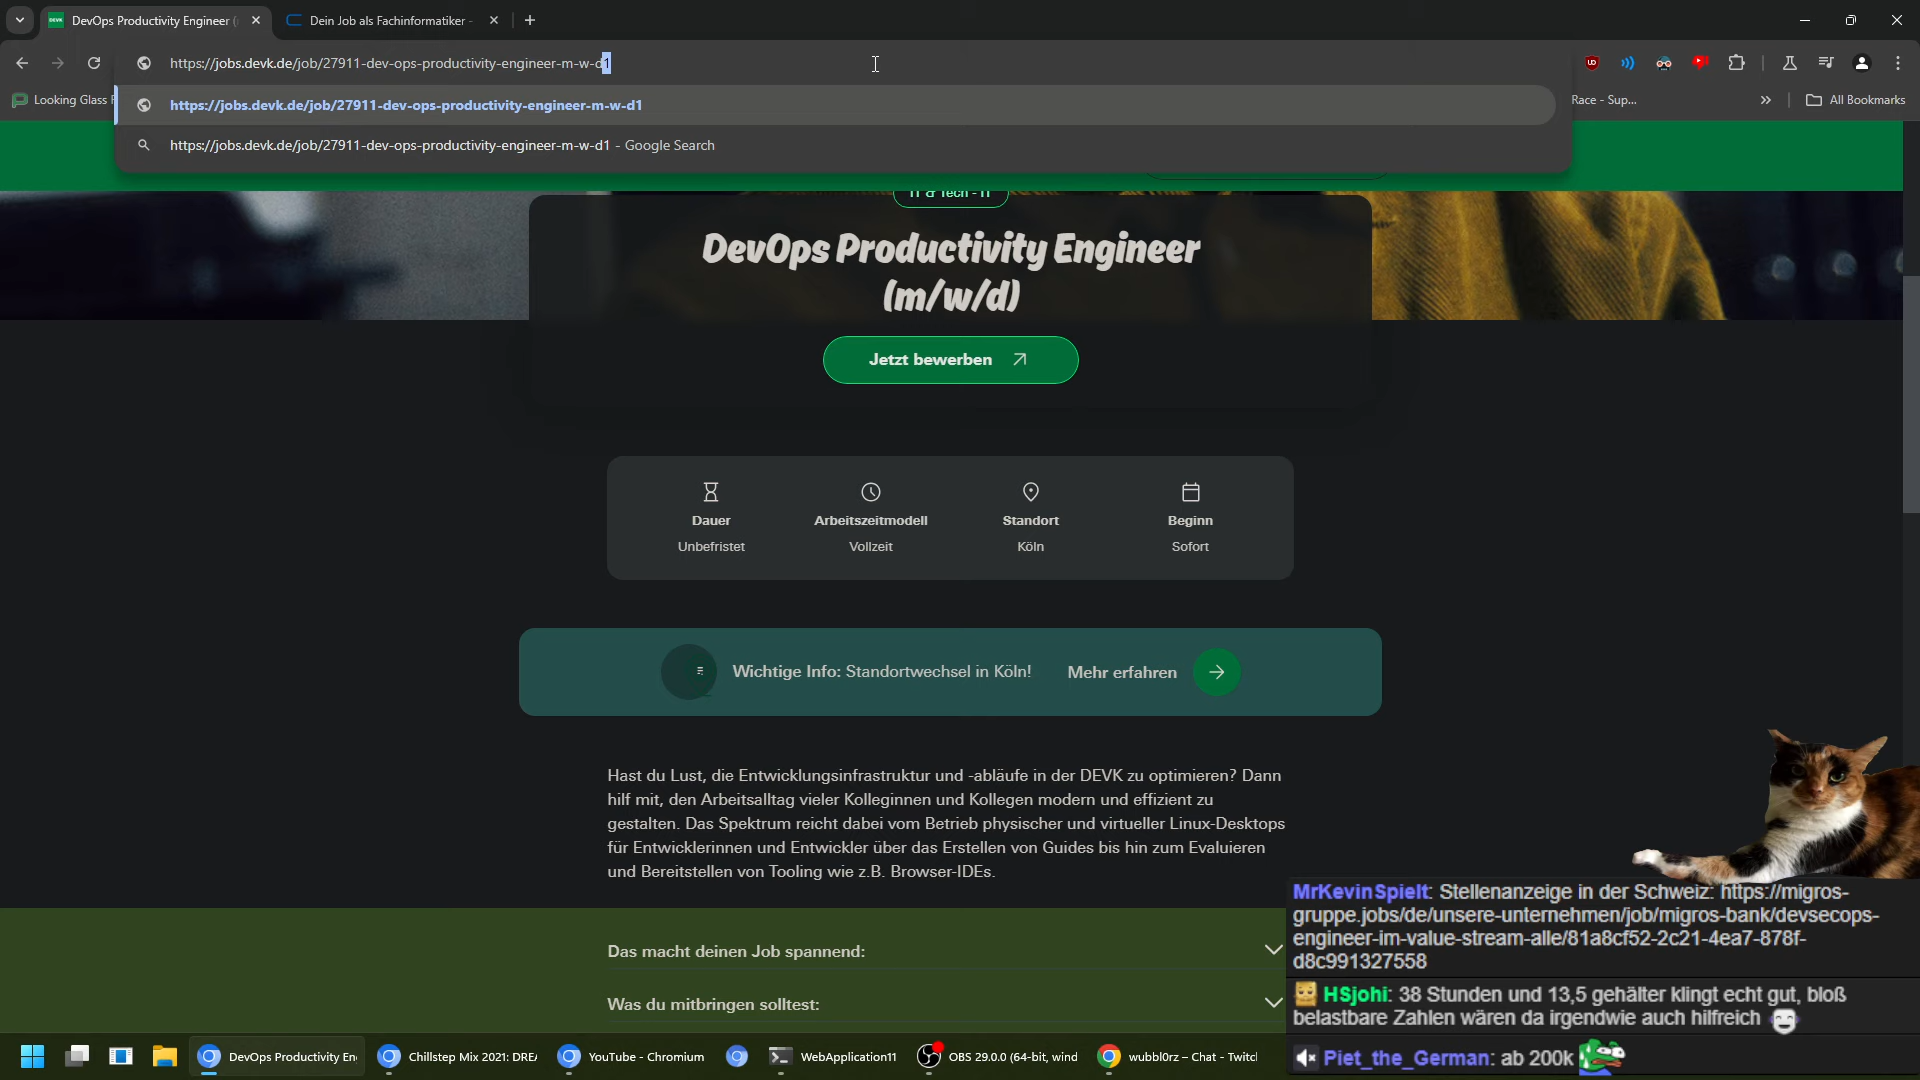 DevOps Productivity Engineer (
Dein Job als Fachinformatiker -
https://jobs.devk.de/job/27911-dev-ops-productivity-engineer-m-w-d1
Looking Glass
https://jobs.devk.de/job/27911-dev-ops-productivity-engineer-m-w-d1
Race - Sup...
All Bookmarks
https://jobs.devk.de/job/27911-dev-ops-productivity-engineer-m-w-d1 - Google Search
IT & Tech - IT
DevOps Productivity Engineer
(m/w/d)
Jetzt bewerben
Dauer
Unbefristet
Arbeitszeitmodell
Vollzeit
Standort
Köln
Beginn
Sofort
Wichtige Info: Standortwechsel in Köln!
Mehr erfahren
Hast du Lust, die Entwicklungsinfrastruktur und -abläufe in der DEVK zu optimieren? Dann
hilf mit, den Arbeitsalltag vieler Kolleginnen und Kollegen modern und effizient zu
gestalten. Das Spektrum reicht dabei vom Betrieb physischer und virtueller Linux-Desktops
für Entwicklerinnen und Entwickler über das Erstellen von Guides bis hin zum Evaluieren
und Bereitstellen von Tooling wie z.B. Browser-IDEs.
Das macht deinen Job spannend:
Was du mitbringen solltest:
MrKevinSpielt: Stellenanzeige in der Schweiz: https://migros-
gruppe.jobs/de/unsere-unternehmen/job/migros-bank/devsecops-
engineer-im-value-stream-alle/81a8cf52-2c21-4ea7-878f-
d8c991327558
HSjohi: 38 Stunden und 13,5 gehälter klingt echt gut, bloß
belastbare Zahlen wären da irgendwie auch hilfreich
Piet_the_German: ab 200k
DevOps Productivity En
Chillstep Mix 2021: DREA
YouTube - Chromium
WebApplication11
OBS 29.0.0 (64-bit, wind
wubbl0rz – Chat - Twitcl